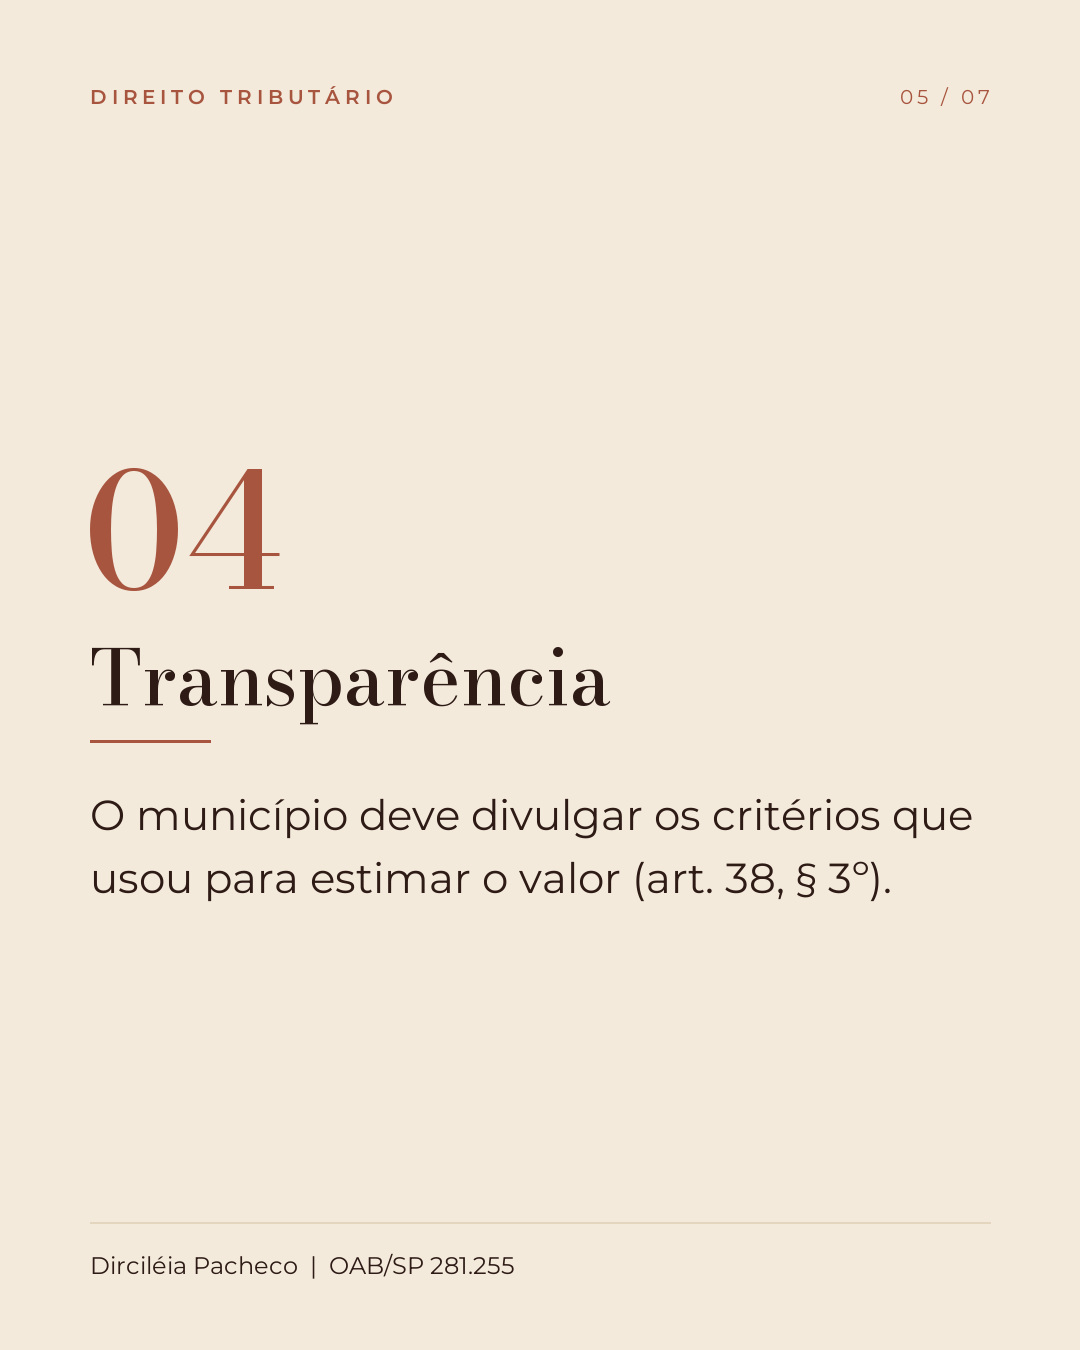 DIREITO TRIBUTÁRIO
05 / 07
04
Transparência
O município deve divulgar os critérios que
usou para estimar o valor (art. 38, § 3º).
Dirciléia Pacheco | OAB/SP 281.255